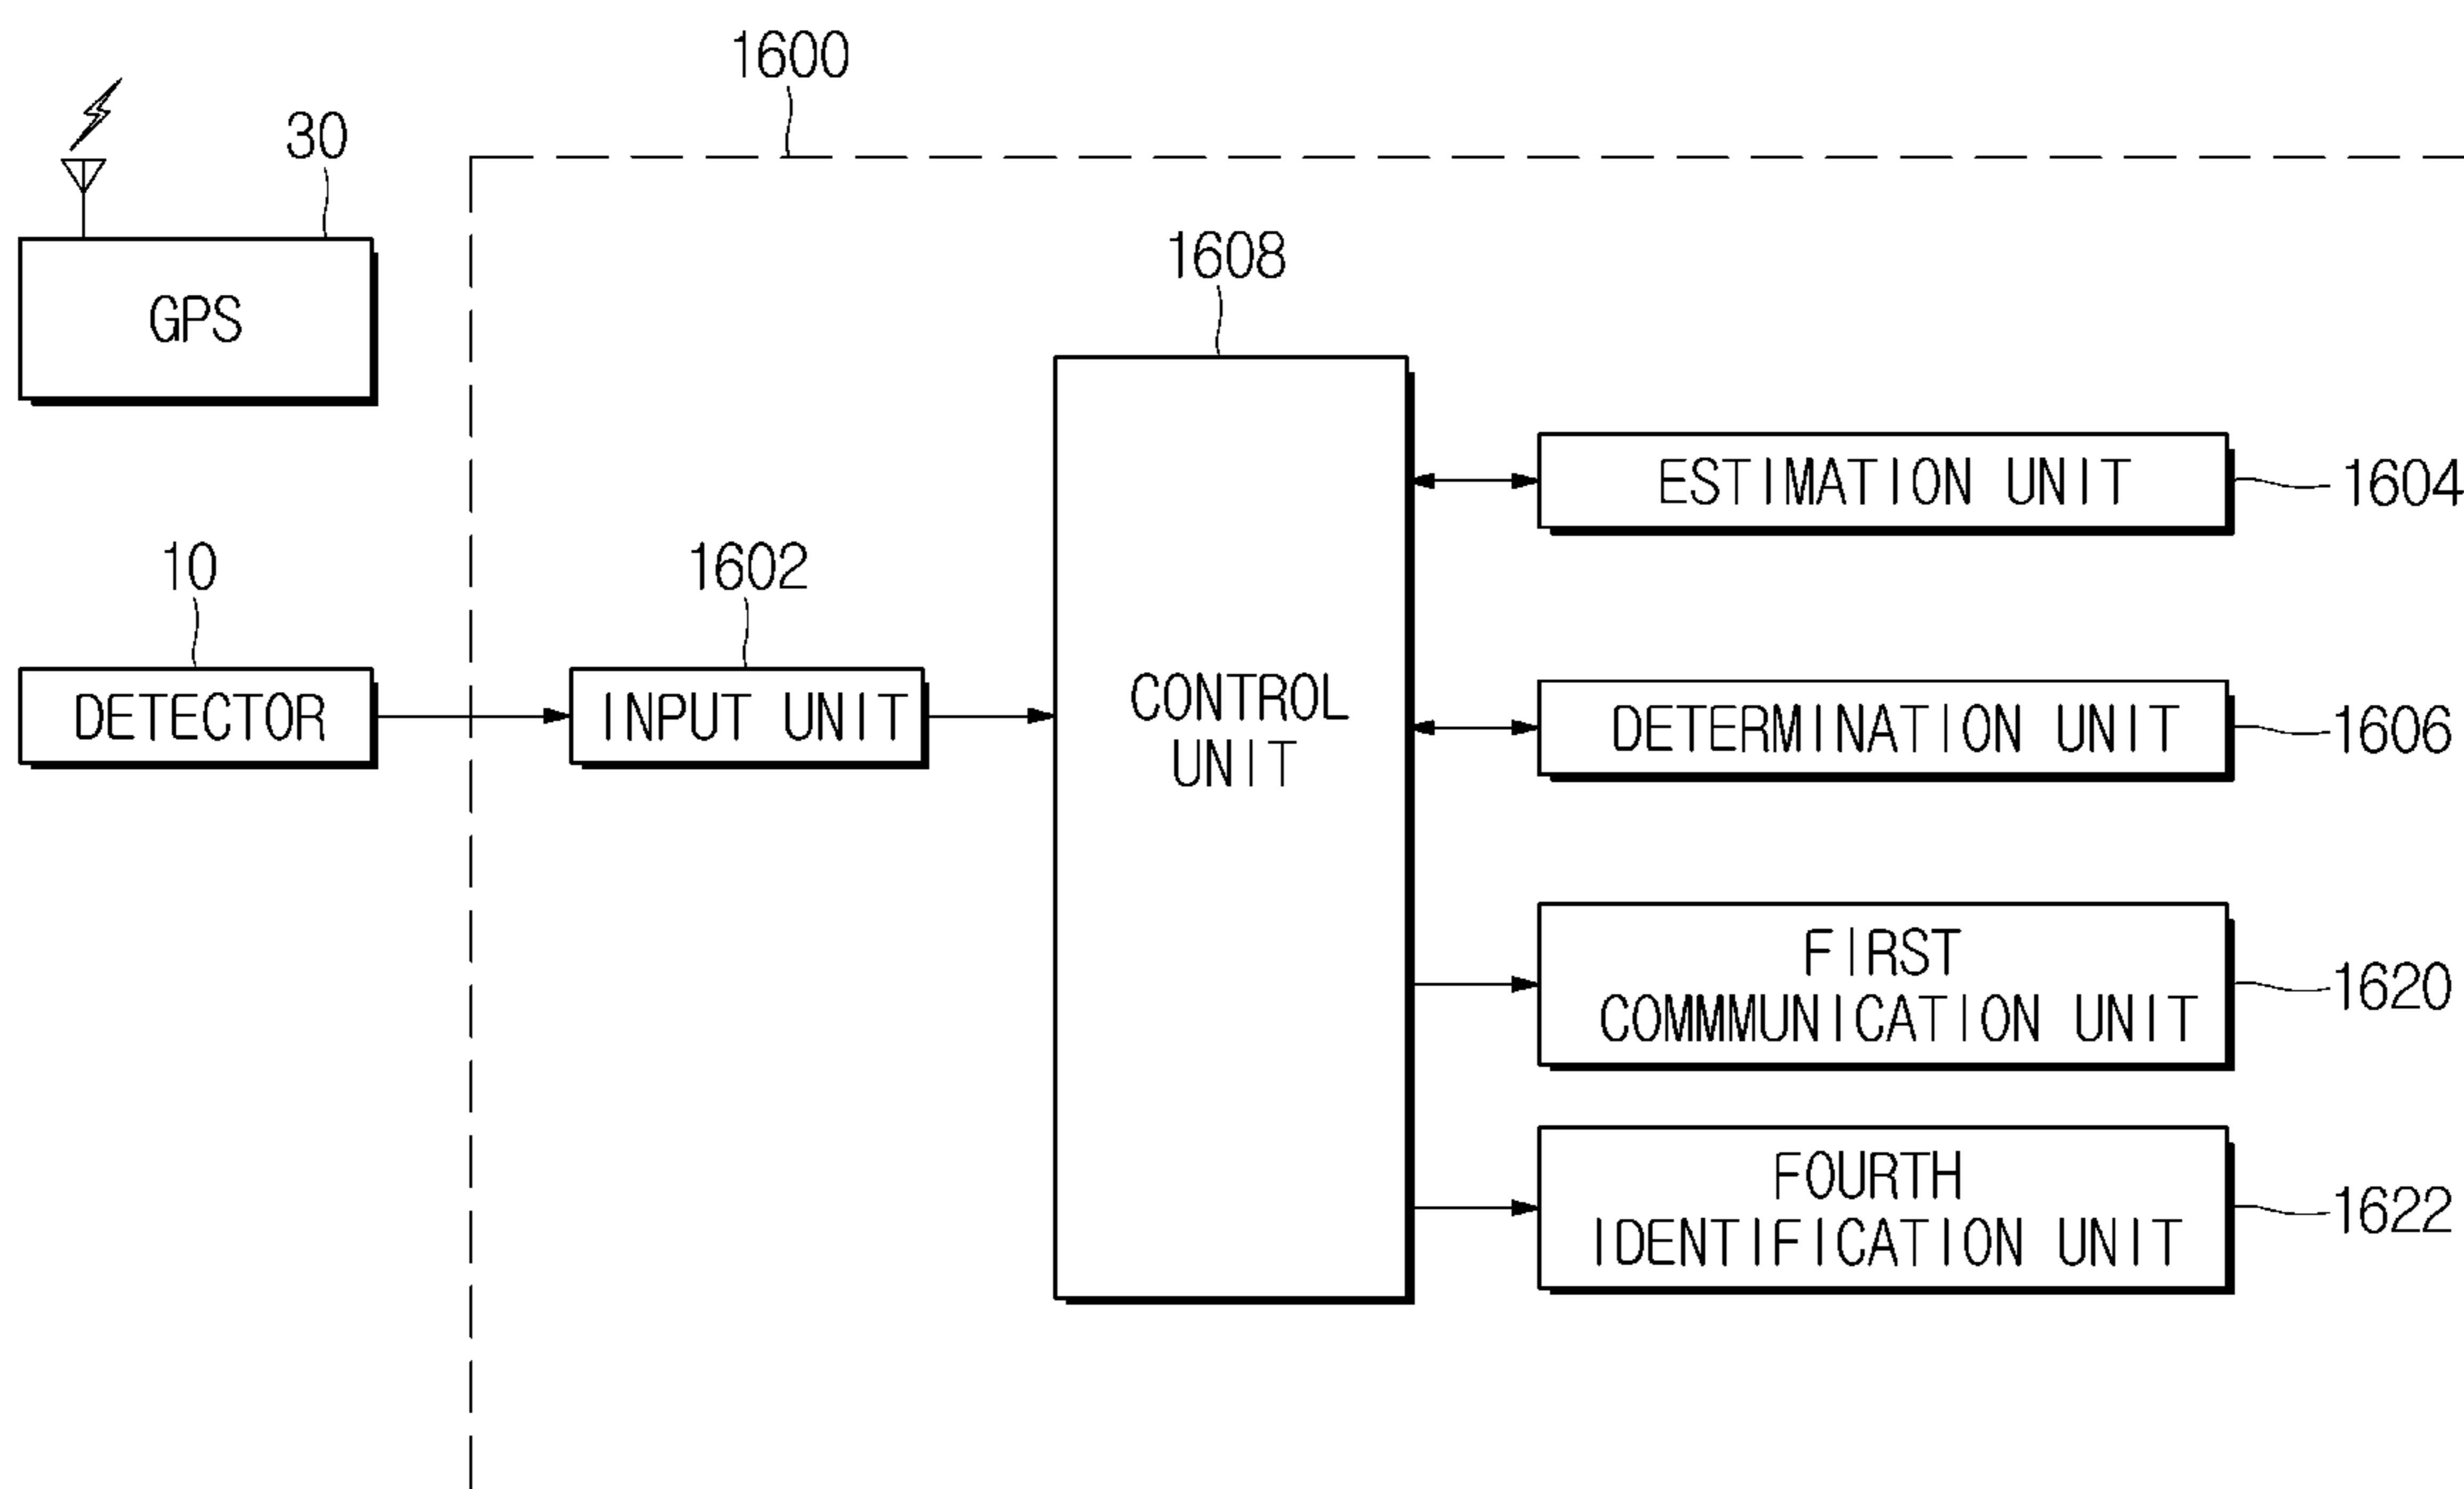 1600
30
GPS
1608
ESTIMATION UNIT
1604
10
1602
DETECTOR
INPUT UNIT
CONTROL
UNIT
DETERMINATION UNIT
1606
FIRST
COMMMUNICATION UNIT
1620
FOURTH
IDENTIFICATION UNIT
1622